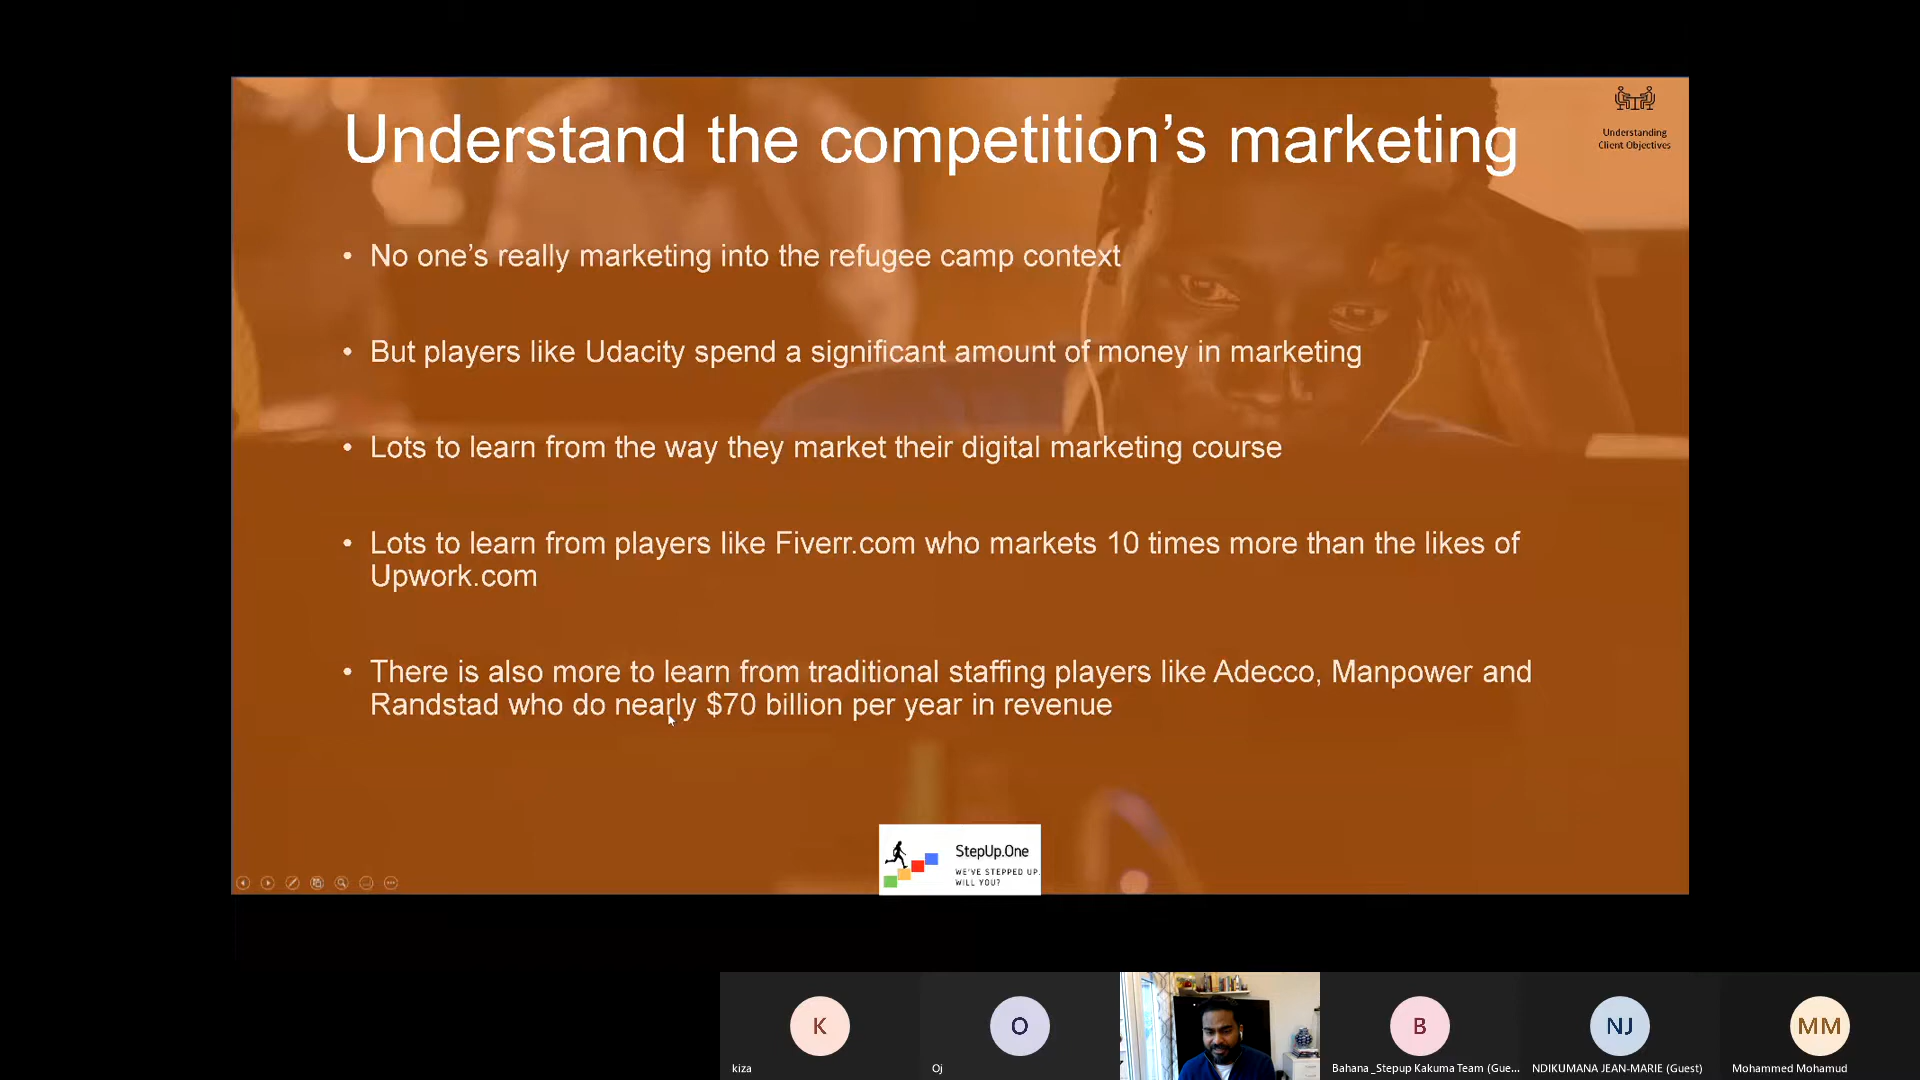 Understand the competition’s marketing
Understanding
Client Objectives
• No one’s really marketing into the refugee camp context
• But players like Udacity spend a significant amount of money in marketing
• Lots to learn from the way they market their digital marketing course
• Lots to learn from players like Fiverr.com who markets 10 times more than the likes of
Upwork.com
• There is also more to learn from traditional staffing players like Adecco, Manpower and
Randstad who do nearly $70 billion per year in revenue
StepUp.One
WE'VE STEPPED UP.
WILL YOU?
K
O
B
NJ
MM
kiza
Oj
Bahana _Stepup Kakuma Team (Gue...
NDIKUMANA JEAN-MARIE (Guest)
Mohammed Mohamud